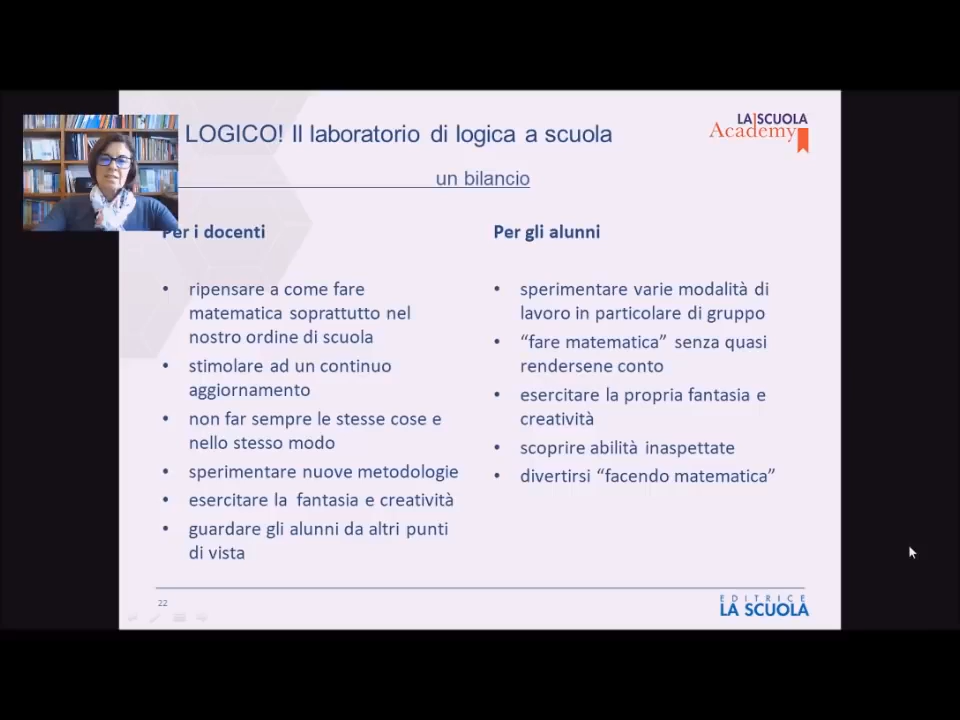 LOGICO! Il laboratorio di logica a scuola
LA|SCUOLA
Academy
un bilancio
Per i docenti
• ripensare a come fare
matematica soprattutto nel
nostro ordine di scuola
• stimolare ad un continuo
aggiornamento
• non far sempre le stesse cose e
nello stesso modo
• sperimentare nuove metodologie
• esercitare la fantasia e creatività
• guardare gli alunni da altri punti
di vista
Per gli alunni
• sperimentare varie modalità di
lavoro in particolare di gruppo
• “fare matematica” senza quasi
rendersene conto
• esercitare la propria fantasia e
creatività
• scoprire abilità inaspettate
• divertirsi “facendo matematica”
22
EDITRICE
LA SCUOLA